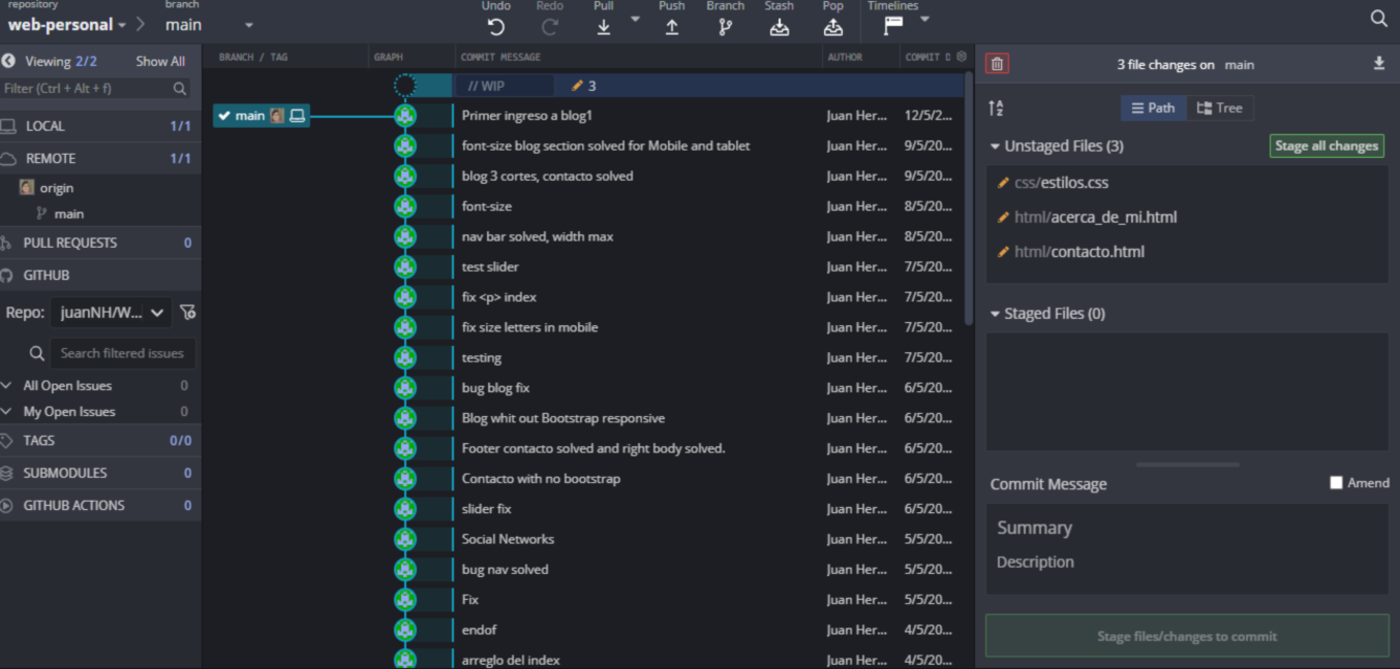 repository
branch
Undo
Redo
Pull
Push
Branch
Stash
Pop
Timelines
web-personal
main
Viewing 2/2
Show All
Filter (Ctrl + Alt + f)
LOCAL 1/1
REMOTE 1/1
origin
main
PULL REQUESTS 0
GITHUB
Repo: juanNH/W...
Search filtered issues
All Open Issues 0
My Open Issues 0
TAGS 0/0
SUBMODULES 0
GITHUB ACTIONS 0
BRANCH / TAG
GRAPH
COMMIT MESSAGE
AUTHOR
COMMIT D
// WIP 3
main
Primer ingreso a blog1 Juan Her... 12/5/2...
font-size blog section solved for Mobile and tablet Juan Her... 9/5/20...
blog 3 cortes, contacto solved Juan Her... 9/5/20...
font-size Juan Her... 8/5/20...
nav bar solved, width max Juan Her... 8/5/20...
test slider Juan Her... 7/5/20...
fix <p> index Juan Her... 7/5/20...
fix size letters in mobile Juan Her... 7/5/20...
testing Juan Her... 7/5/20...
bug blog fix Juan Her... 6/5/20...
Blog whit out Bootstrap responsive Juan Her... 6/5/20...
Footer contacto solved and right body solved. Juan Her... 6/5/20...
Contacto with no bootstrap Juan Her... 6/5/20...
slider fix Juan Her... 6/5/20...
Social Networks Juan Her... 5/5/20...
bug nav solved Juan Her... 5/5/20...
Fix Juan Her... 5/5/20...
endof Juan Her... 4/5/20...
arreglo del index Juan Her... 4/5/20...
3 file changes on main
Path
Tree
Unstaged Files (3)
Stage all changes
css/estilos.css
html/acerca_de_mi.html
html/contacto.html
Staged Files (0)
Commit Message
Amend
Summary
Description
Stage files/changes to commit